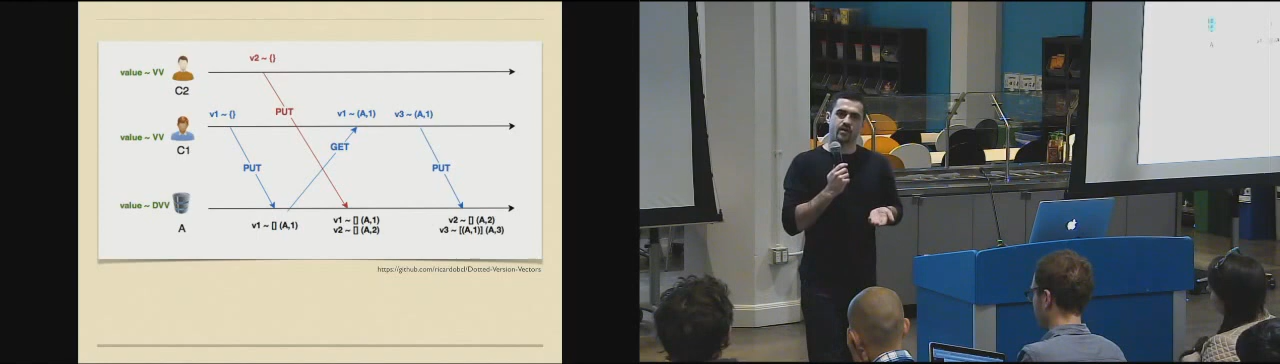 v2 ~ {}
value ~ VV
C2
PUT
v1 ~ {}
v1 ~ (A,1)
v3 ~ (A,1)
value ~ VV
C1
GET
PUT
PUT
value ~ DVV
A
v1 ~ [] (A,1)
v1 ~ [] (A,1)
v2 ~ [] (A,2)
v2 ~ [] (A,2)
v3 ~ [(A,1)] (A,3)
https://github.com/ricardobcl/Dotted-Version-Vectors
A